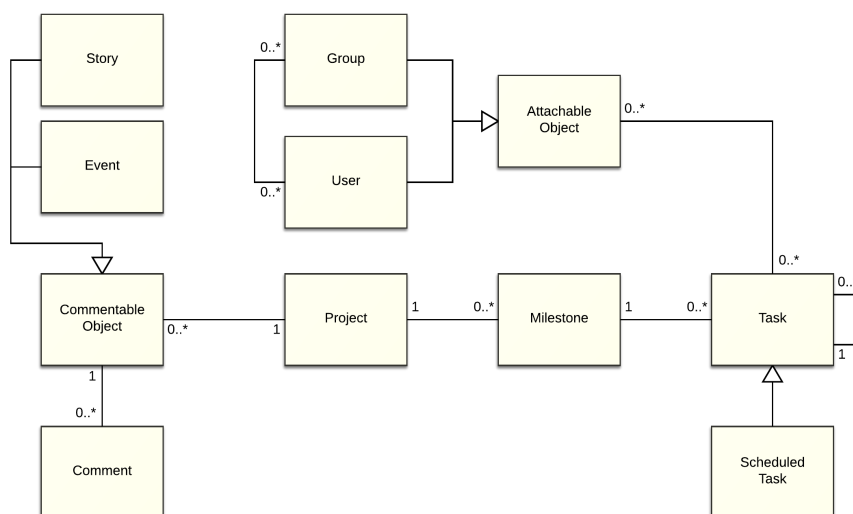 Story
Event
Commentable
Object
Comment
0..*
Group
User
0..*
Attachable
Object
0..*
0..*
0..*
1
Project
1
0..*
Milestone
1
0..*
Task
0..
1
1
0..*
Scheduled
Task